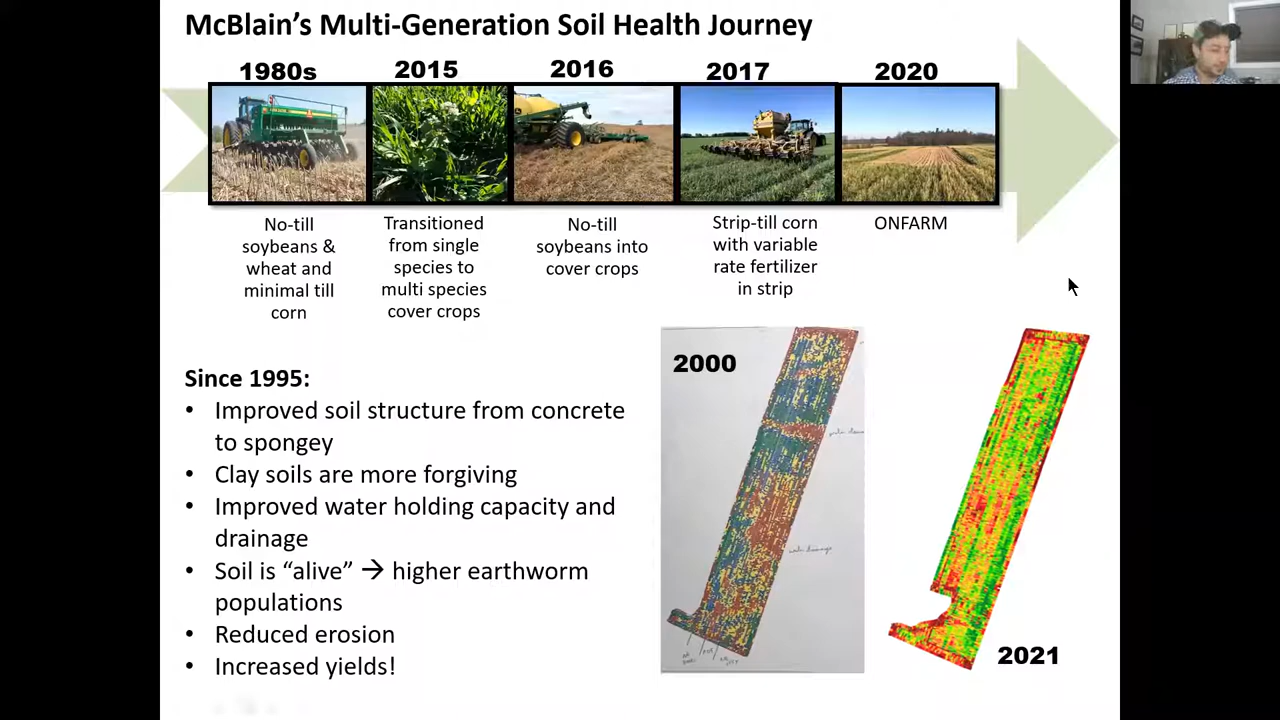 McBlain’s Multi-Generation Soil Health Journey
1980s
2015
2016
2017
2020
No-till
soybeans &
wheat and
minimal till
corn
Transitioned
from single
species to
multi species
cover crops
No-till
soybeans into
cover crops
Strip-till corn
with variable
rate fertilizer
in strip
ONFARM
Since 1995:
• Improved soil structure from concrete
to spongey
• Clay soils are more forgiving
• Improved water holding capacity and
drainage
• Soil is “alive” → higher earthworm
populations
• Reduced erosion
• Increased yields!
2000
2021